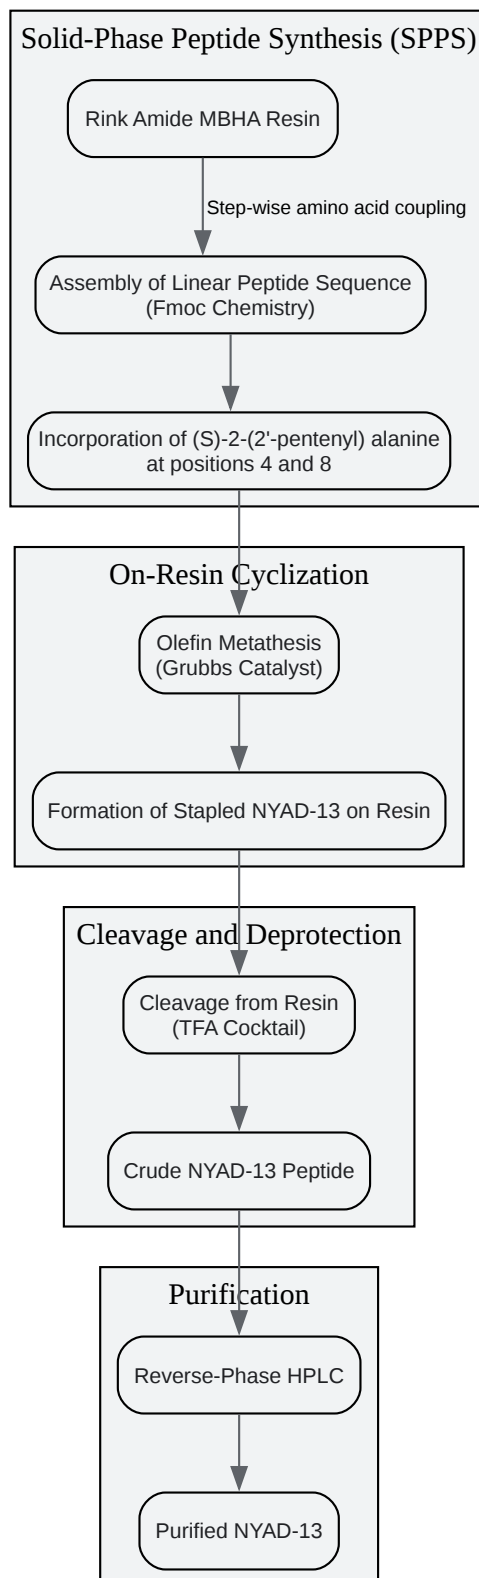 Solid-Phase Peptide Synthesis (SPPS)
Rink Amide MBHA Resin
Step-wise amino acid coupling
Assembly of Linear Peptide Sequence
(Fmoc Chemistry)
Incorporation of (S)-2-(2'-pentenyl) alanine
at positions 4 and 8
On-Resin Cyclization
Olefin Metathesis
(Grubbs Catalyst)
Formation of Stapled NYAD-13 on Resin
Cleavage and Deprotection
Cleavage from Resin
(TFA Cocktail)
Crude NYAD-13 Peptide
Purification
Reverse-Phase HPLC
Purified NYAD-13